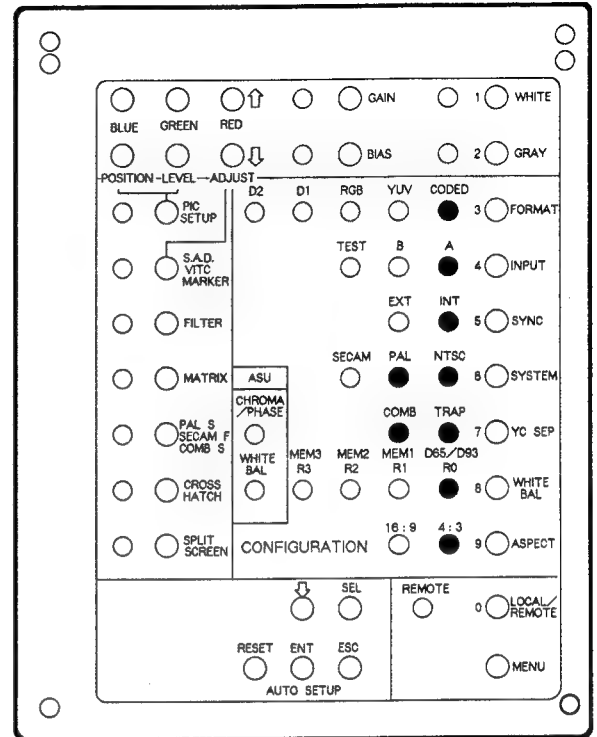 GAIN 1 WHITE
BLUE GREEN RED
BIAS 2 GRAY
POSITION-LEVEL-ADJUST
D2 D1 RGB YUV CODED
PIC
SETUP
3 FORMAT
TEST B A
S.A.D.
VITC
MARKER
4 INPUT
EXT INT
FILTER
5 SYNC
SECAM PAL NTSC
MATRIX
ASU
6 SYSTEM
CHROMA
/PHASE
COMB TRAP
PAL S
SECAM F
COMB S
7 YC SEP
WHITE
BAL
MEM3 MEM2 MEM1 D65/D93
R3 R2 R1 R0
CROSS
HATCH
8 WHITE
BAL
16:9 4:3
SPLIT
SCREEN
CONFIGURATION
9 ASPECT
SEL REMOTE
0 LOCAL/
REMOTE
RESET ENT ESC
MENU
AUTO SETUP